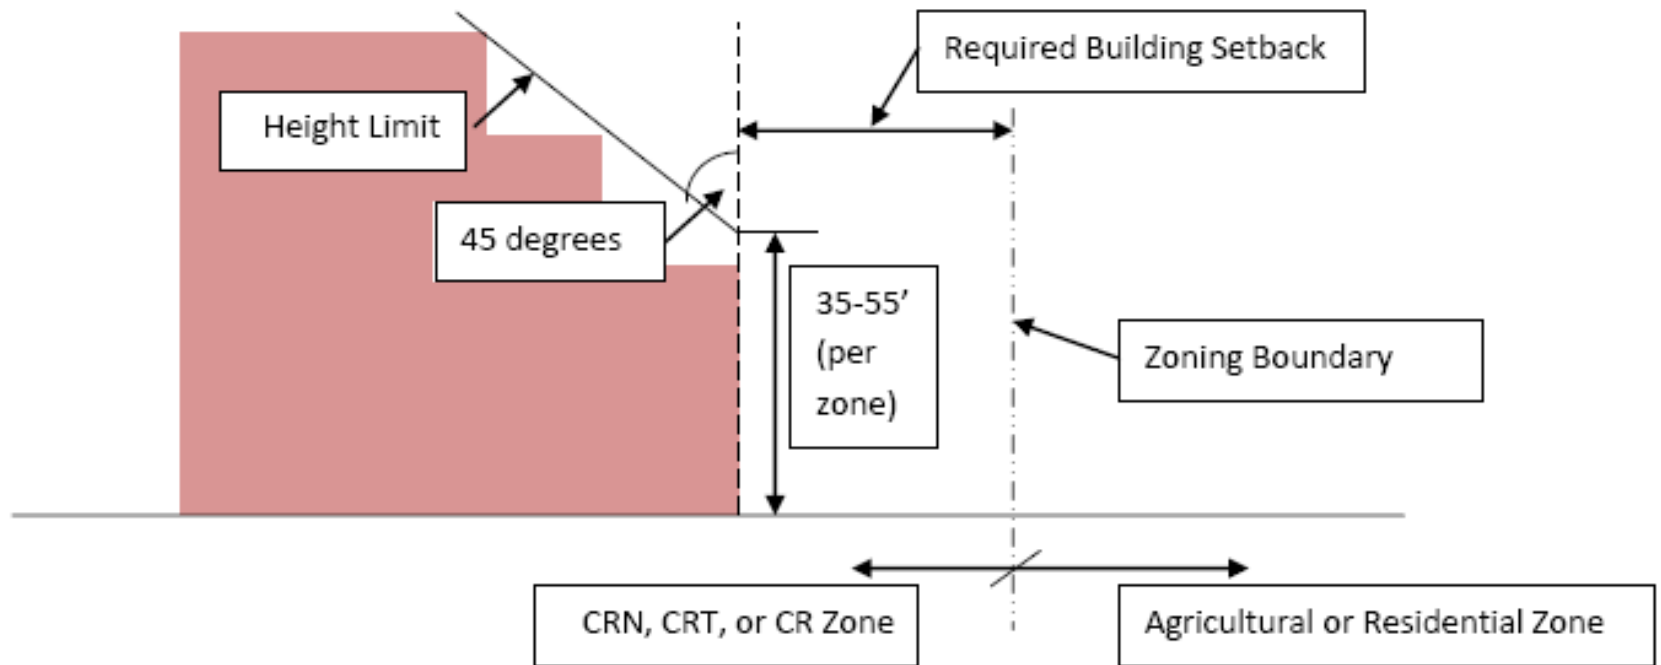 Required Building Setback
Height Limit
45 degrees
35-55’
(per
zone)
Zoning Boundary
CRN, CRT, or CR Zone
Agricultural or Residential Zone